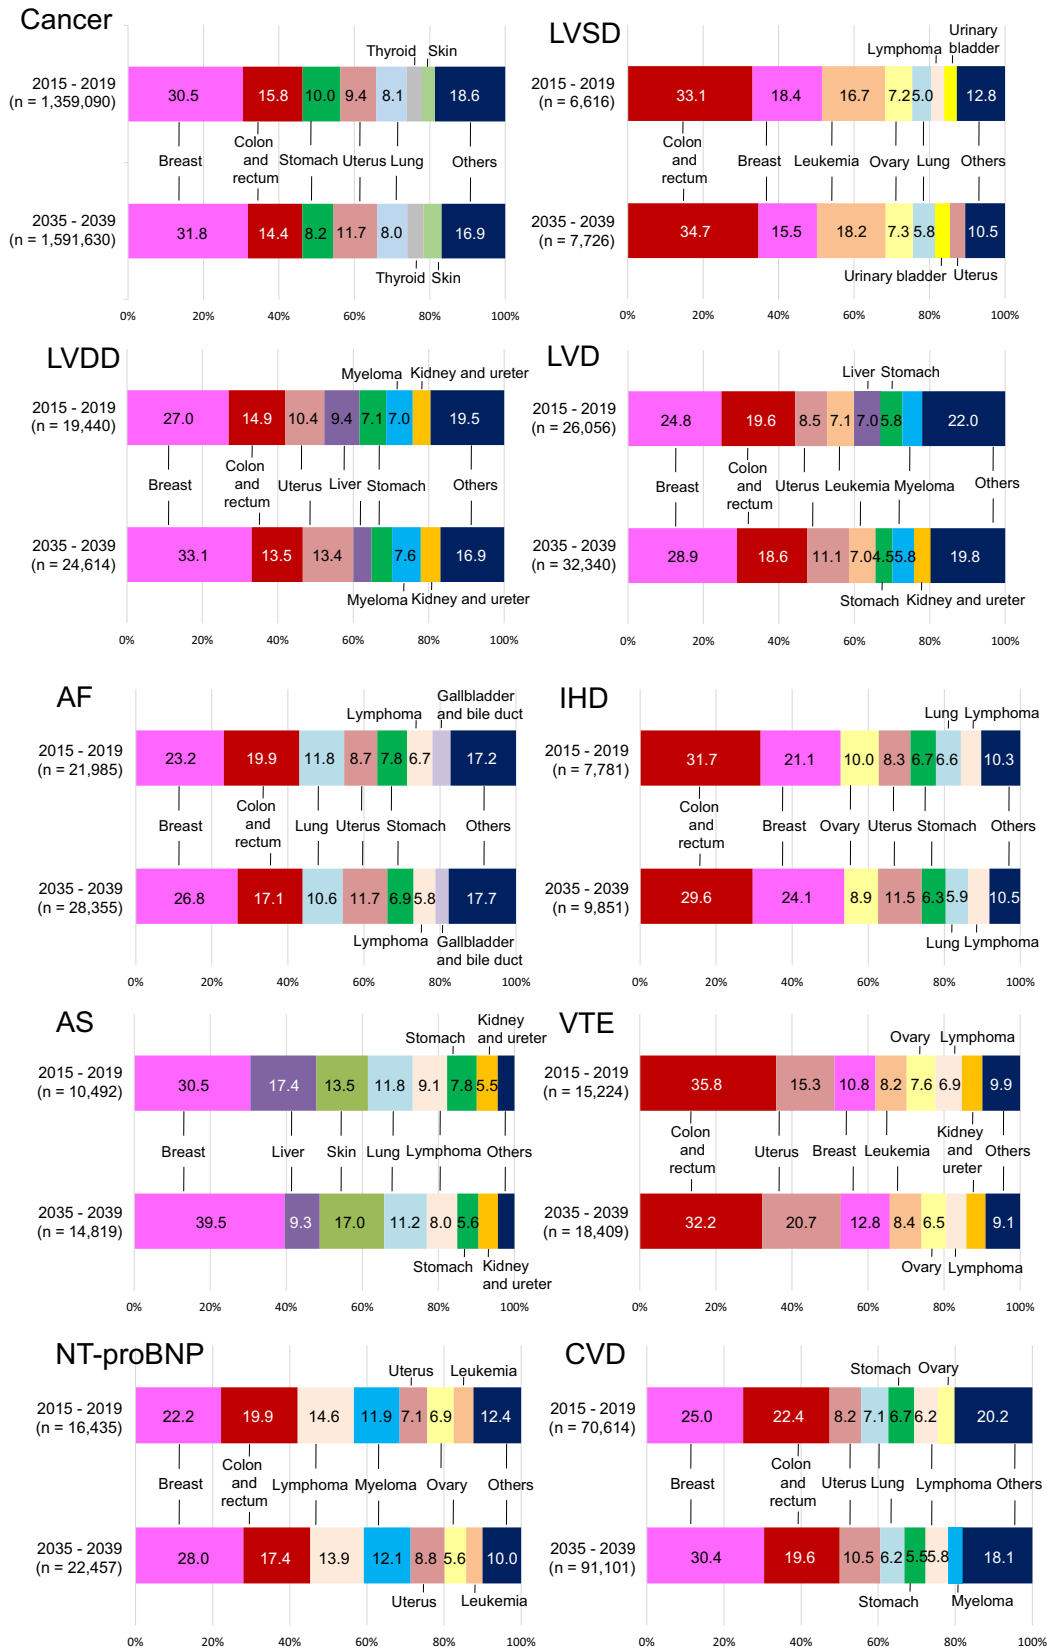 Cancer
Thyroid Skin
2015 - 2019
(n = 1,359,090)
30.5 15.8 10.0 9.4 8.1 18.6
Breast Colon and rectum Stomach Uterus Lung Others
2035 - 2039
(n = 1,591,630)
31.8 14.4 8.2 11.7 8.0 16.9
Thyroid Skin
0% 20% 40% 60% 80% 100%
LVSD
Lymphoma Urinary bladder
2015 - 2019
(n = 6,616)
33.1 18.4 16.7 7.2 5.0 12.8
Colon and rectum Breast Leukemia Ovary Lung Others
2035 - 2039
(n = 7,726)
34.7 15.5 18.2 7.3 5.8 10.5
Urinary bladder Uterus
0% 20% 40% 60% 80% 100%
LVDD
Myeloma Kidney and ureter
2015 - 2019
(n = 19,440)
27.0 14.9 10.4 9.4 7.1 7.0 19.5
Breast Colon and rectum Uterus Liver Stomach Others
2035 - 2039
(n = 24,614)
33.1 13.5 13.4 7.6 16.9
Myeloma Kidney and ureter
0% 20% 40% 60% 80% 100%
LVD
Liver Stomach
2015 - 2019
(n = 26,056)
24.8 19.6 8.5 7.1 7.0 5.8 22.0
Breast Colon and rectum Uterus Leukemia Myeloma Others
2035 - 2039
(n = 32,340)
28.9 18.6 11.1 7.0 4.5 5.8 19.8
Stomach Kidney and ureter
0% 20% 40% 60% 80% 100%
AF
Lymphoma Gallbladder and bile duct
2015 - 2019
(n = 21,985)
23.2 19.9 11.8 8.7 7.8 6.7 17.2
Breast Colon and rectum Lung Uterus Stomach Others
2035 - 2039
(n = 28,355)
26.8 17.1 10.6 11.7 6.9 5.8 17.7
Lymphoma Gallbladder and bile duct
0% 20% 40% 60% 80% 100%
IHD
Lung Lymphoma
2015 - 2019
(n = 7,781)
31.7 21.1 10.0 8.3 6.7 6.6 10.3
Colon and rectum Breast Ovary Uterus Stomach Others
2035 - 2039
(n = 9,851)
29.6 24.1 8.9 11.5 6.3 5.9 10.5
Lung Lymphoma
0% 20% 40% 60% 80% 100%
AS
Stomach Kidney and ureter
2015 - 2019
(n = 10,492)
30.5 17.4 13.5 11.8 9.1 7.8 5.5
Breast Liver Skin Lung Lymphoma Others
2035 - 2039
(n = 14,819)
39.5 9.3 17.0 11.2 8.0 5.6
Stomach Kidney and ureter
0% 20% 40% 60% 80% 100%
VTE
Ovary Lymphoma
2015 - 2019
(n = 15,224)
35.8 15.3 10.8 8.2 7.6 6.9 9.9
Colon and rectum Uterus Breast Leukemia Kidney and ureter Others
2035 - 2039
(n = 18,409)
32.2 20.7 12.8 8.4 6.5 9.1
Ovary Lymphoma
0% 20% 40% 60% 80% 100%
NT-proBNP
Uterus Leukemia
2015 - 2019
(n = 16,435)
22.2 19.9 14.6 11.9 7.1 6.9 12.4
Breast Colon and rectum Lymphoma Myeloma Ovary Others
2035 - 2039
(n = 22,457)
28.0 17.4 13.9 12.1 8.8 5.6 10.0
Uterus Leukemia
0% 20% 40% 60% 80% 100%
CVD
Stomach Ovary
2015 - 2019
(n = 70,614)
25.0 22.4 8.2 7.1 6.7 6.2 20.2
Breast Colon and rectum Uterus Lung Lymphoma Others
2035 - 2039
(n = 91,101)
30.4 19.6 10.5 6.2 5.5 5.8 18.1
Stomach Myeloma
0% 20% 40% 60% 80% 100%